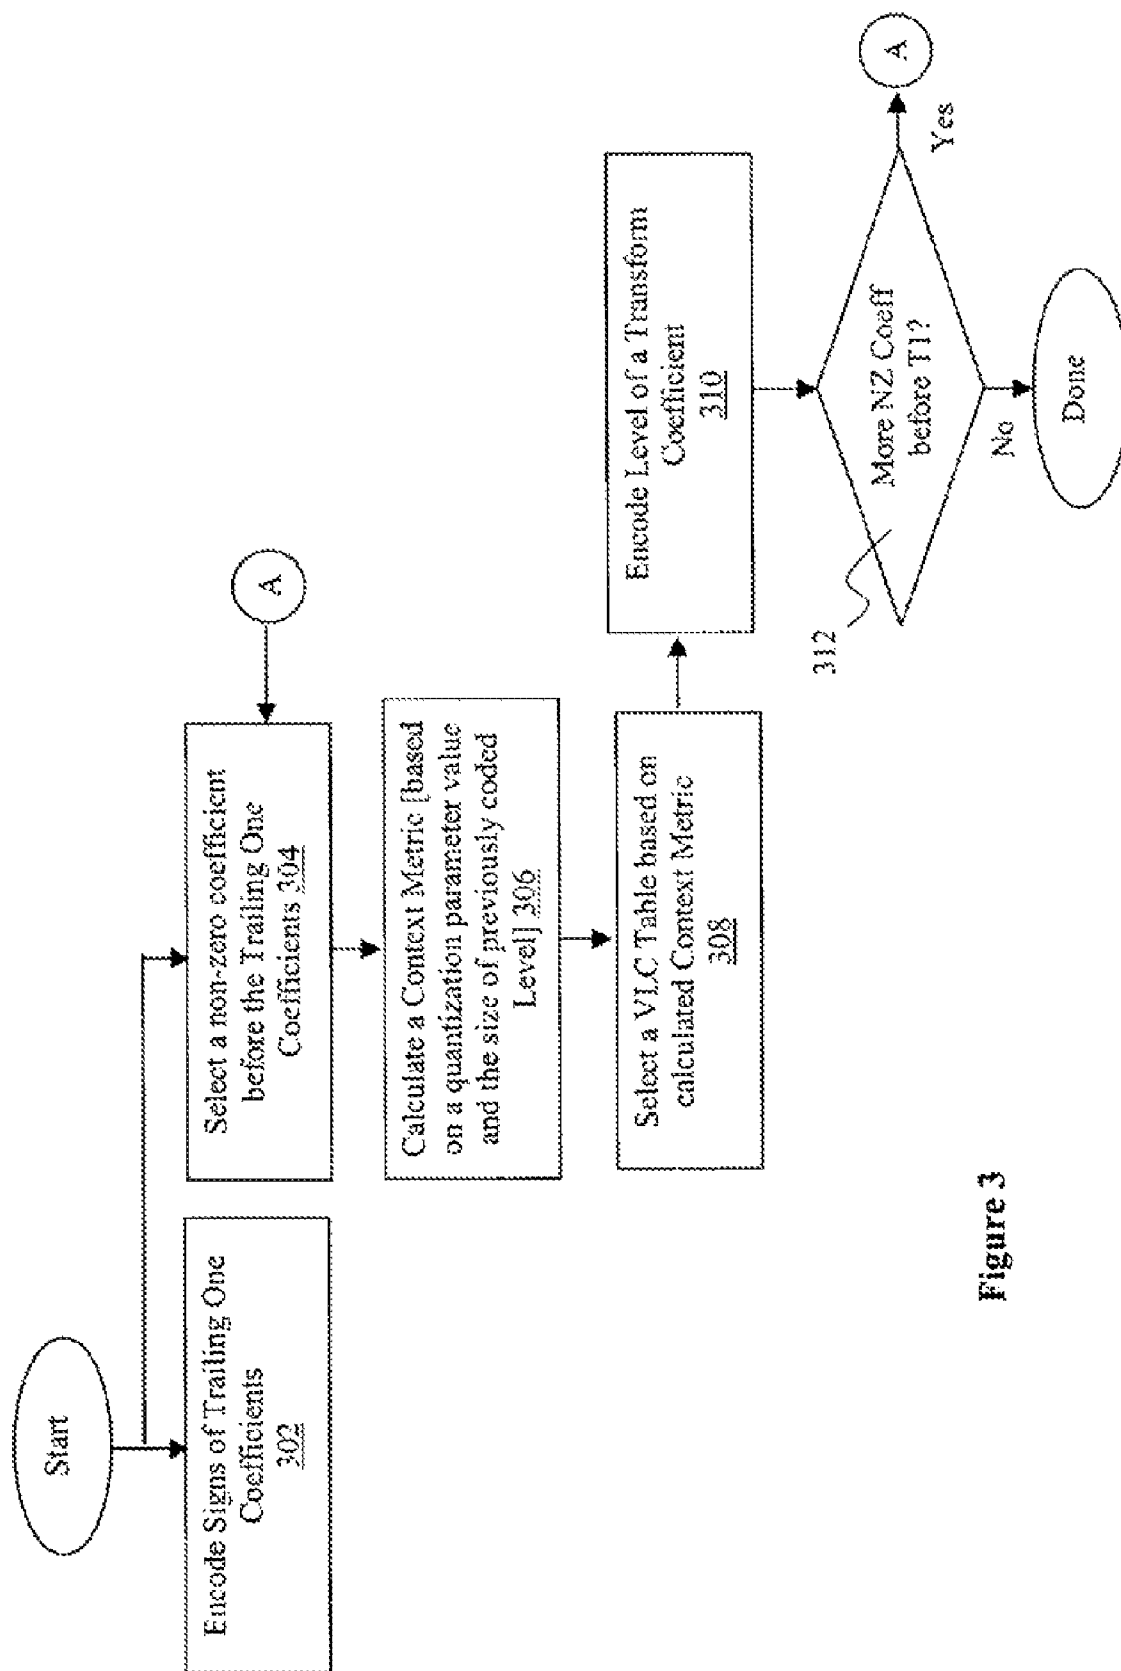 Start
Encode Signs of Trailing One
Coefficients
302
Select a non-zero coefficient
before the Trailing One
Coefficients 304
A
Calculate a Context Metric [based
on a quantization parameter value
and the size of previously coded
Level] 306
Select a VLC Table based on
calculated Context Metric
308
Encode Level of a Transform
Coefficient
310
312
More NZ Coeff
before T1?
Yes
A
No
Done
Figure 3